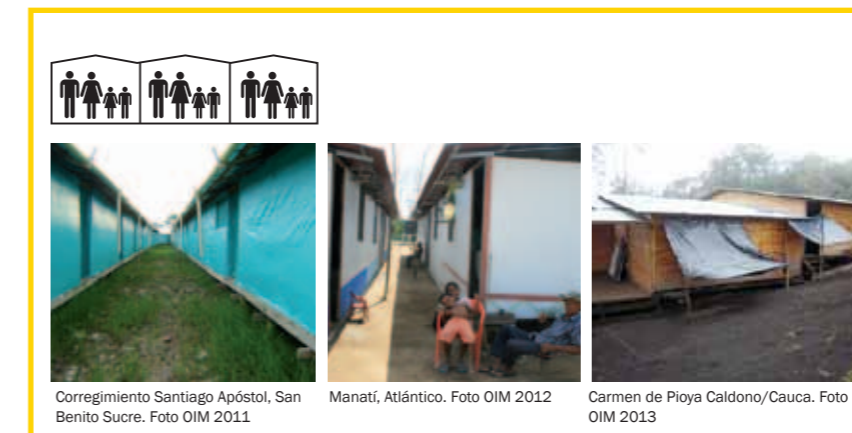 Corregimiento Santiago Apóstol, San
Benito Sucre. Foto OIM 2011
Manatí, Atlántico. Foto OIM 2012
Carmen de Pioya Caldono/Cauca. Foto
OIM 2013